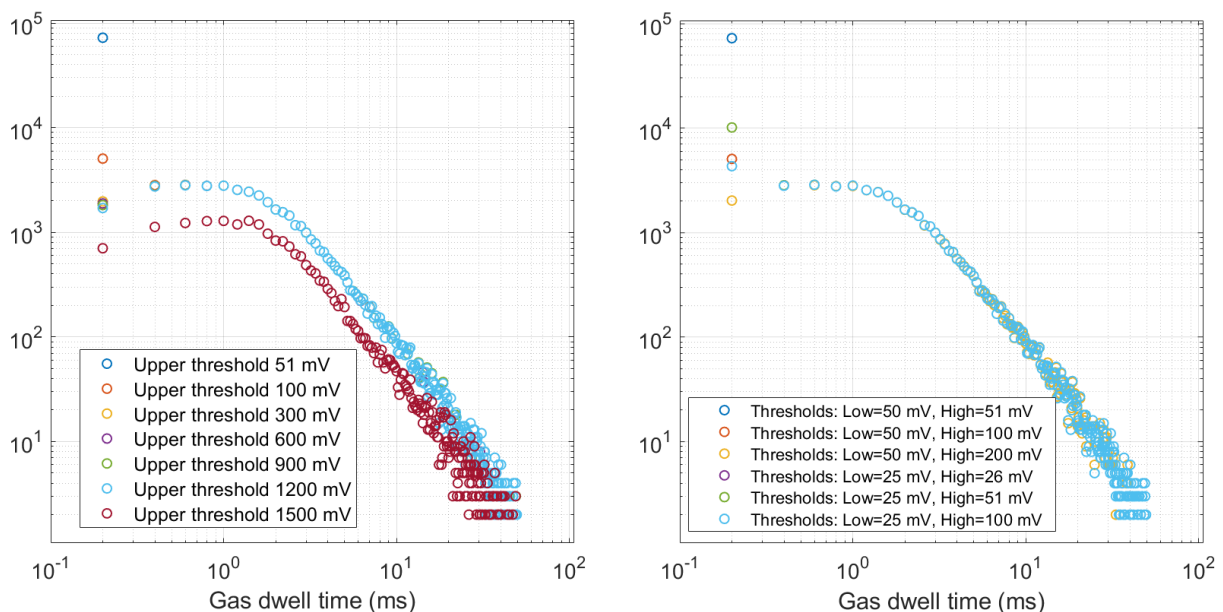 10^5
10^4
10^3
10^2
10^1
Upper threshold 51 mV
Upper threshold 100 mV
Upper threshold 300 mV
Upper threshold 600 mV
Upper threshold 900 mV
Upper threshold 1200 mV
Upper threshold 1500 mV
10^-1 10^0 10^1 10^2
Gas dwell time (ms)
10^5
10^4
10^3
10^2
10^1
Thresholds: Low=50 mV, High=51 mV
Thresholds: Low=50 mV, High=100 mV
Thresholds: Low=50 mV, High=200 mV
Thresholds: Low=25 mV, High=26 mV
Thresholds: Low=25 mV, High=51 mV
Thresholds: Low=25 mV, High=100 mV
10^-1 10^0 10^1 10^2
Gas dwell time (ms)